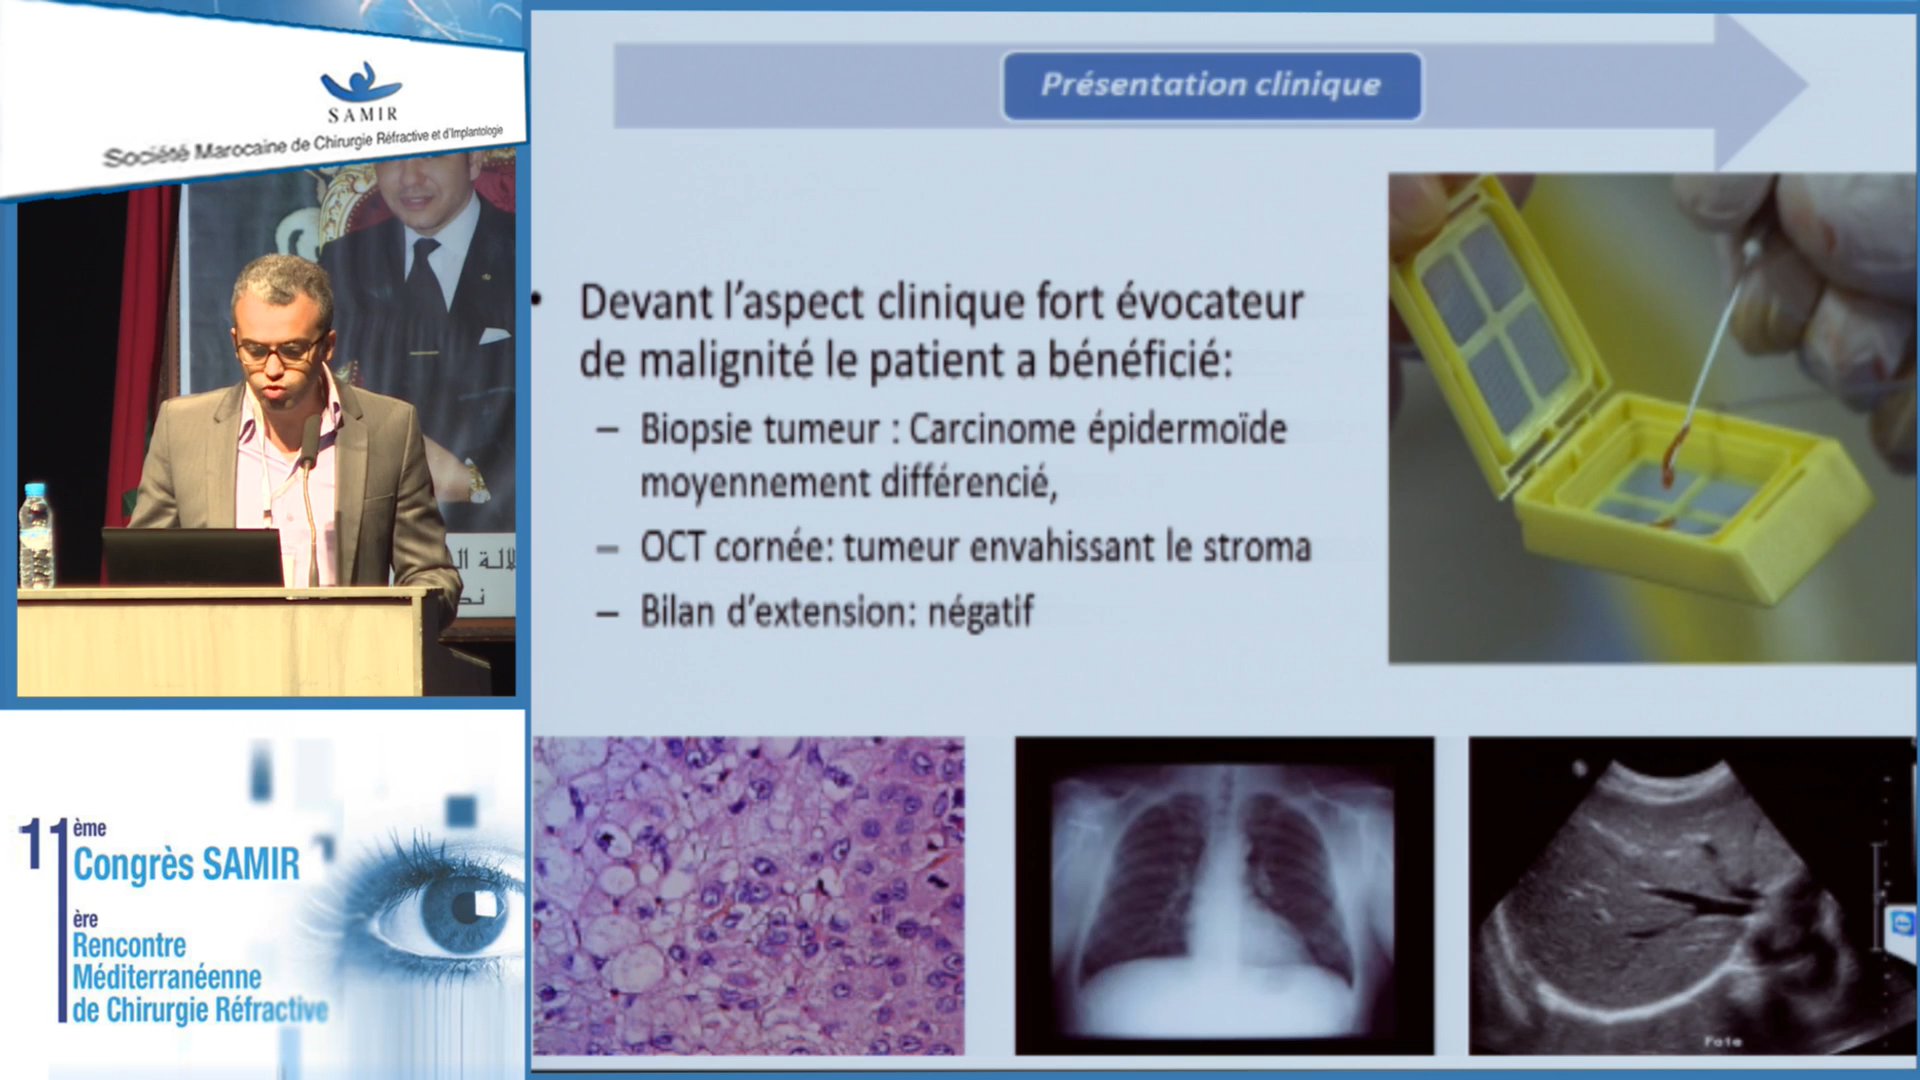 SAMIR
Société Marocaine de Chirurgie Réfractive et d'Implantologie
11ème
Congrès SAMIR
1ère
Rencontre
Méditerranéenne
de Chirurgie Réfractive
Présentation clinique
• Devant l'aspect clinique fort évocateur
de malignité le patient a bénéficié:
– Biopsie tumeur : Carcinome épidermoïde
moyennement différencié,
– OCT cornée: tumeur envahissant le stroma
– Bilan d'extension: négatif
Foie